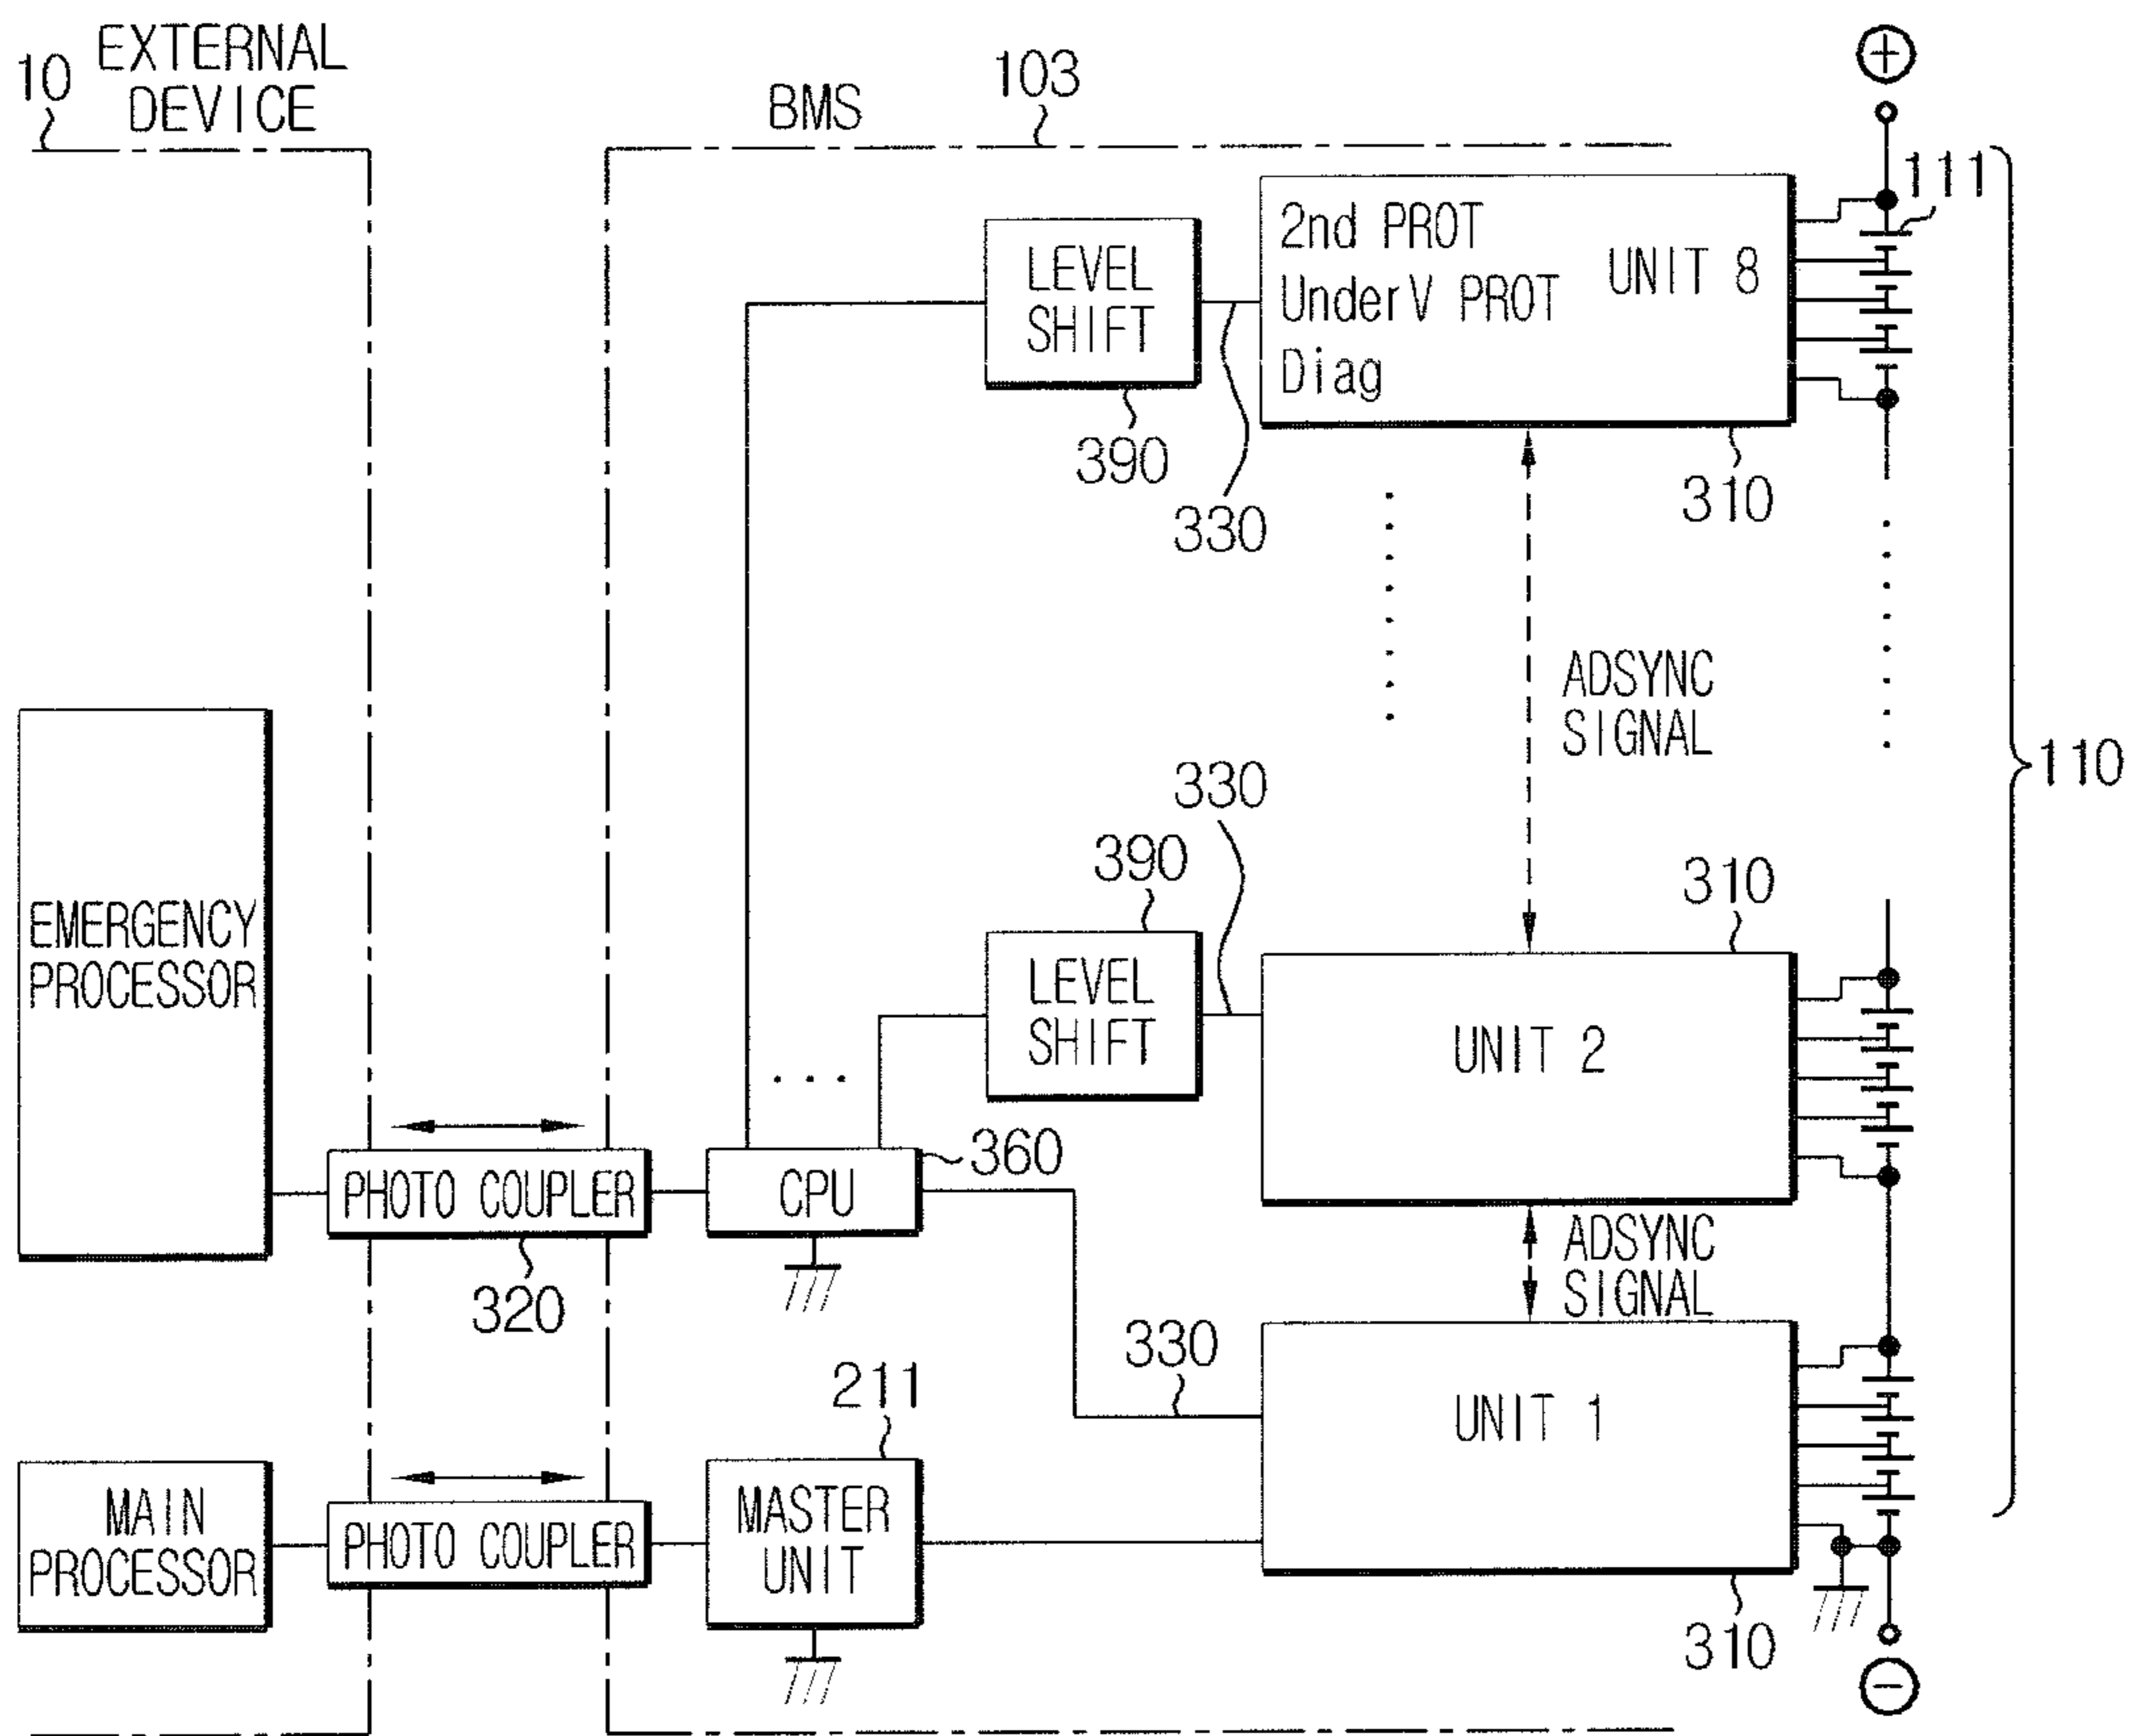 EXTERNAL
DEVICE
10
BMS
103
111
2nd PROT
UnderV PROT
Diag
UNIT 8
LEVEL
SHIFT
390
330
310
ADSYNC
SIGNAL
110
330
390
310
EMERGENCY
PROCESSOR
LEVEL
SHIFT
UNIT 2
...
360
PHOTO COUPLER
CPU
320
ADSYNC
SIGNAL
330
211
UNIT 1
MAIN
PROCESSOR
PHOTO COUPLER
MASTER
UNIT
310